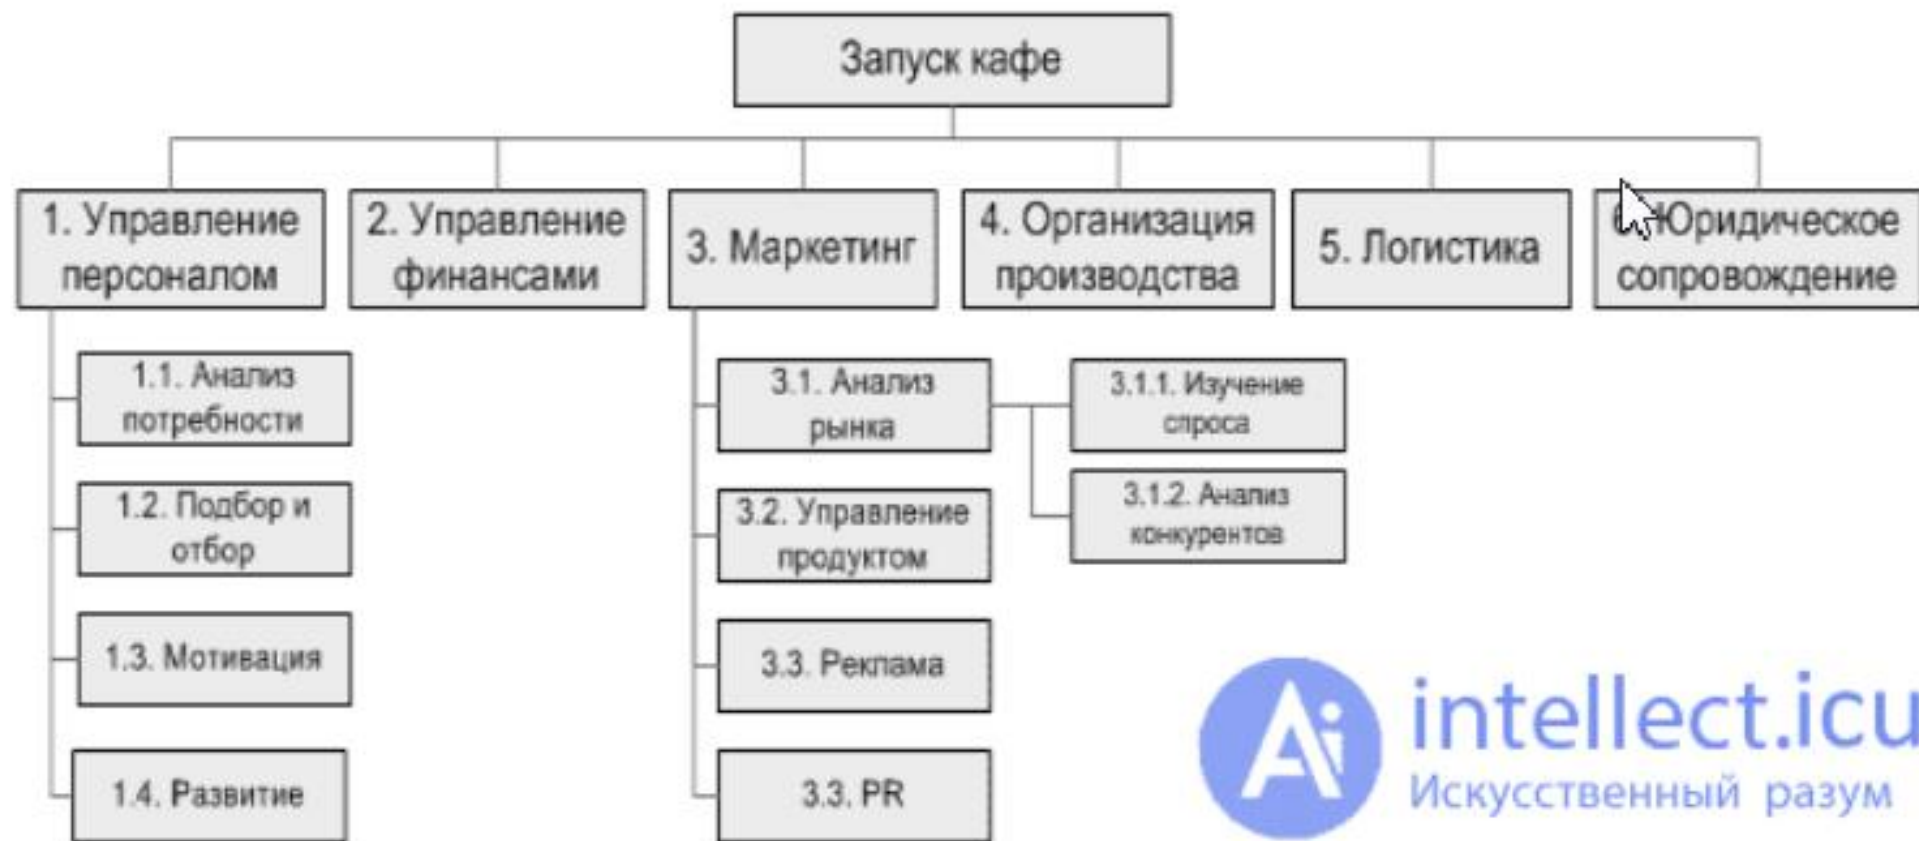 Запуск кафе
1. Управление
персоналом
2. Управление
финансами
3. Маркетинг
4. Организация
производства
5. Логистика
6. Юридическое
сопровождение
1.1. Анализ
потребности
1.2. Подбор и
отбор
1.3. Мотивация
1.4. Развитие
3.1. Анализ
рынка
3.2. Управление
продуктом
3.3. Реклама
3.3. PR
3.1.1. Изучение
спроса
3.1.2. Анализ
конкурентов
Ai intellect.icu
Искусственный разум